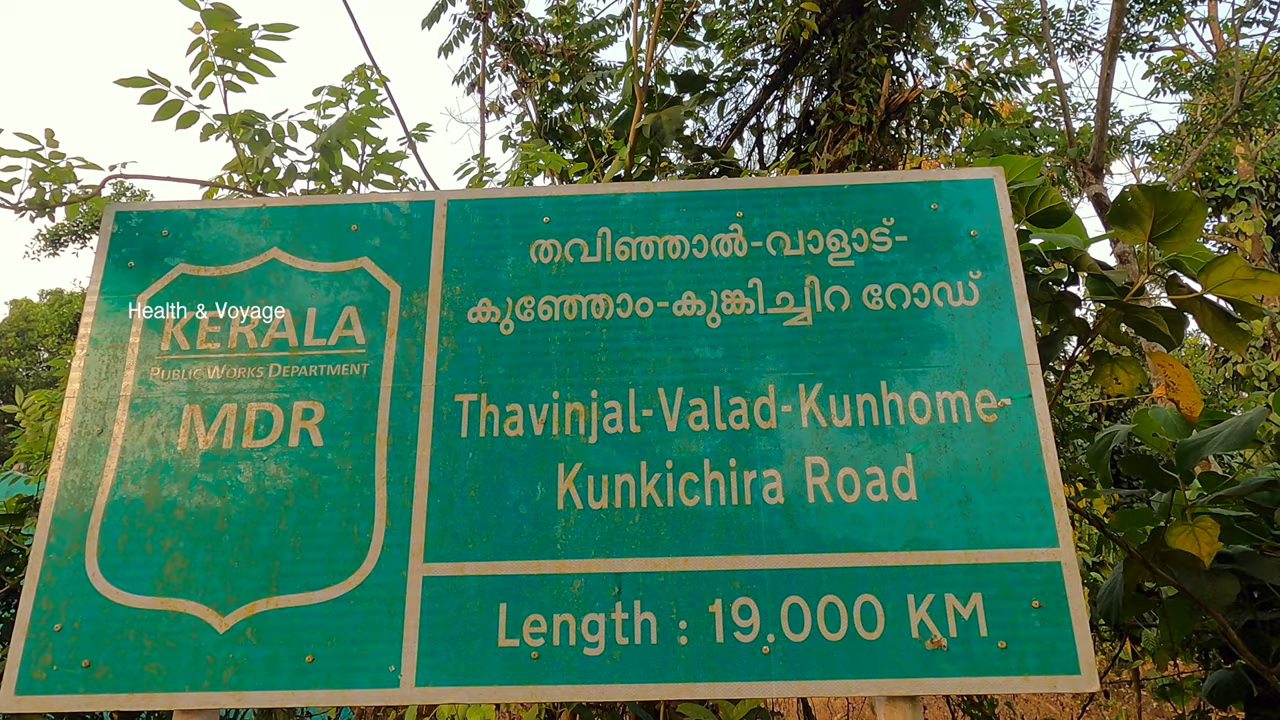 Health & Voyage
KERALA
PUBLIC WORKS DEPARTMENT
MDR
തവിഞ്ഞാൽ-വാളാട്-
കുഞ്ഞോം-കുങ്കിച്ചിറ റോഡ്
Thavinjal-Valad-Kunhome-
Kunkichira Road
Length : 19.000 KM